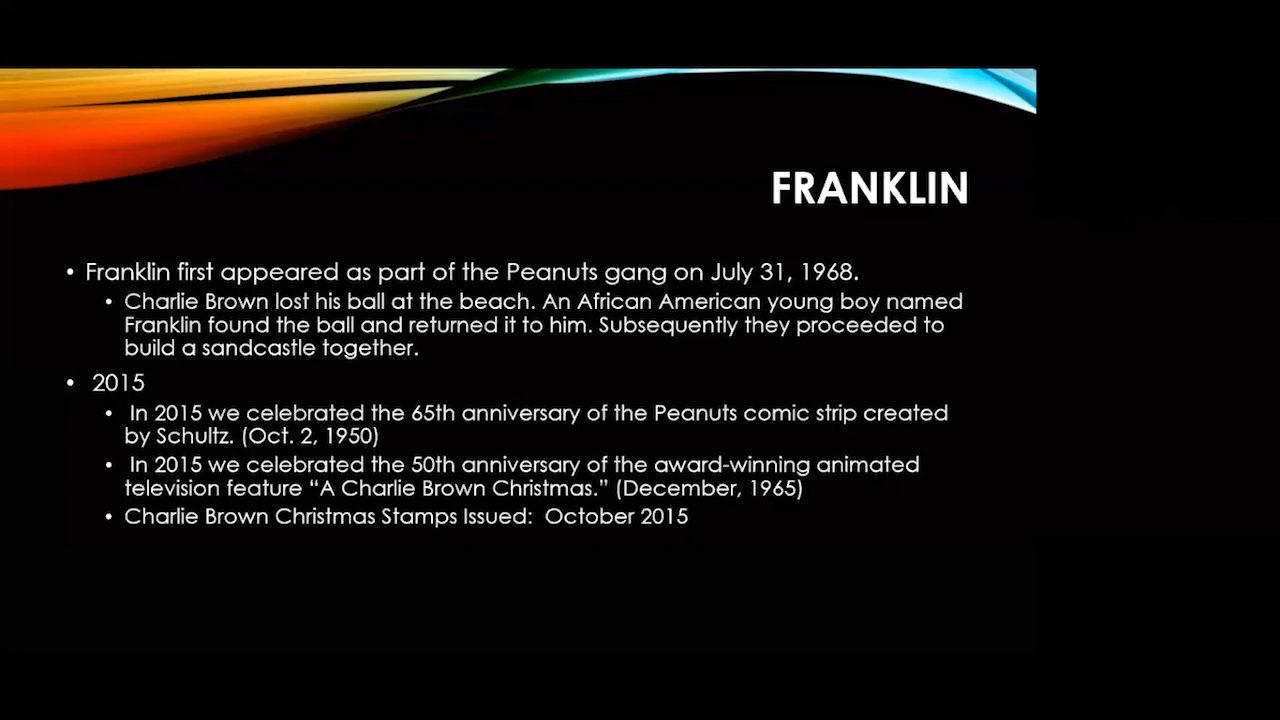 FRANKLIN
• Franklin first appeared as part of the Peanuts gang on July 31, 1968.
• Charlie Brown lost his ball at the beach. An African American young boy named
Franklin found the ball and returned it to him. Subsequently they proceeded to
build a sandcastle together.
• 2015
• In 2015 we celebrated the 65th anniversary of the Peanuts comic strip created
by Schultz. (Oct. 2, 1950)
• In 2015 we celebrated the 50th anniversary of the award-winning animated
television feature “A Charlie Brown Christmas.” (December, 1965)
• Charlie Brown Christmas Stamps Issued: October 2015